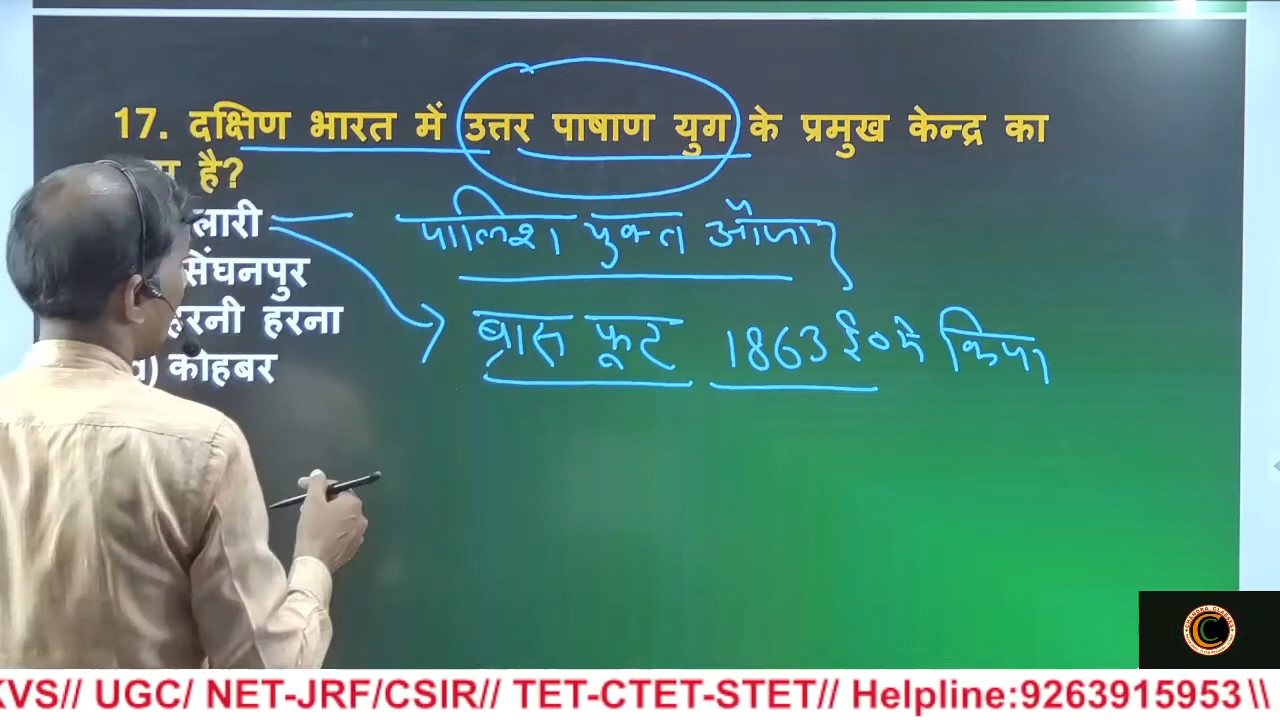 17. दक्षिण भारत में उत्तर पाषाण युग के प्रमुख केन्द्र का
है?
लारी
सिंघनपुर
हरनी हरना
) कोहबर
पालिश युक्त औजार
ब्रास फूट 1863 ई० मे किया
KVS// UGC/ NET-JRF/CSIR// TET-CTET-STET// Helpline:9263915953 \\